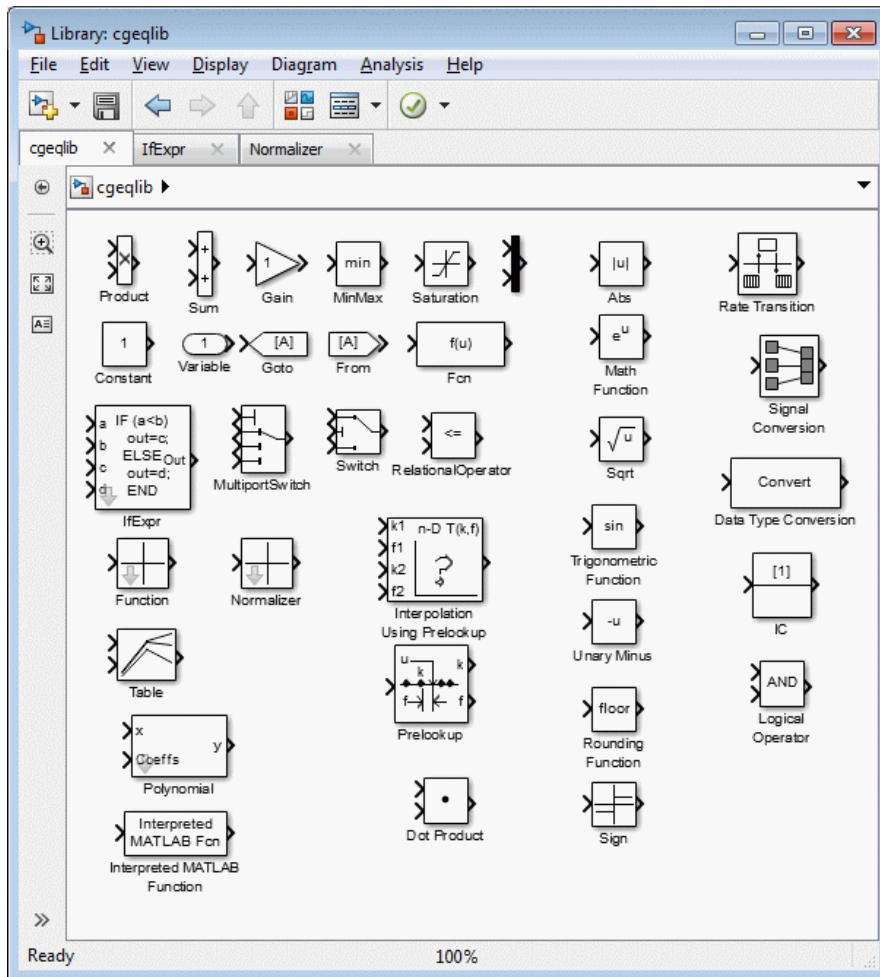 Library: cgeqlib
File Edit View Display Diagram Analysis Help
cgeqlib IfExpr Normalizer
cgeqlib
Product
+
+
Sum
1
Gain
min
MinMax
Saturation
|u|
Abs
Rate Transition
1
Constant
1
Variable
[A]
Goto
[A]
From
f(u)
Fcn
e^u
Math
Function
Signal
Conversion
a IF (a<b)
b out=c;
ELSE Out
c out=d;
d END
IfExpr
MultiportSwitch
Switch
<=
RelationalOperator
√u
Sqrt
Convert
Data Type Conversion
Function
Normalizer
k1 n-D T(k,f)
f1
k2
f2
Interpolation
Using Prelookup
sin
Trigonometric
Function
[1]
IC
Table
u
k k
f f
Prelookup
-u
Unary Minus
AND
Logical
Operator
x
y
Coeffs
Polynomial
floor
Rounding
Function
Interpreted
MATLAB Fcn
Interpreted MATLAB
Function
Dot Product
Sign
Ready 100%